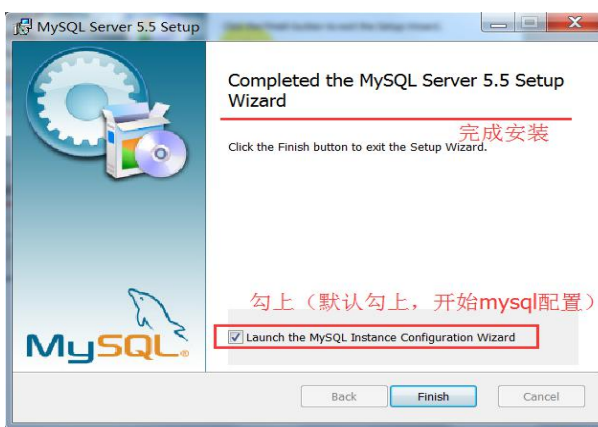 MySQL Server 5.5 Setup
Completed the MySQL Server 5.5 Setup
Wizard
完成安装
Click the Finish button to exit the Setup Wizard.
勾上（默认勾上，开始mysql配置）
Launch the MySQL Instance Configuration Wizard
MySQL®
Back Finish Cancel